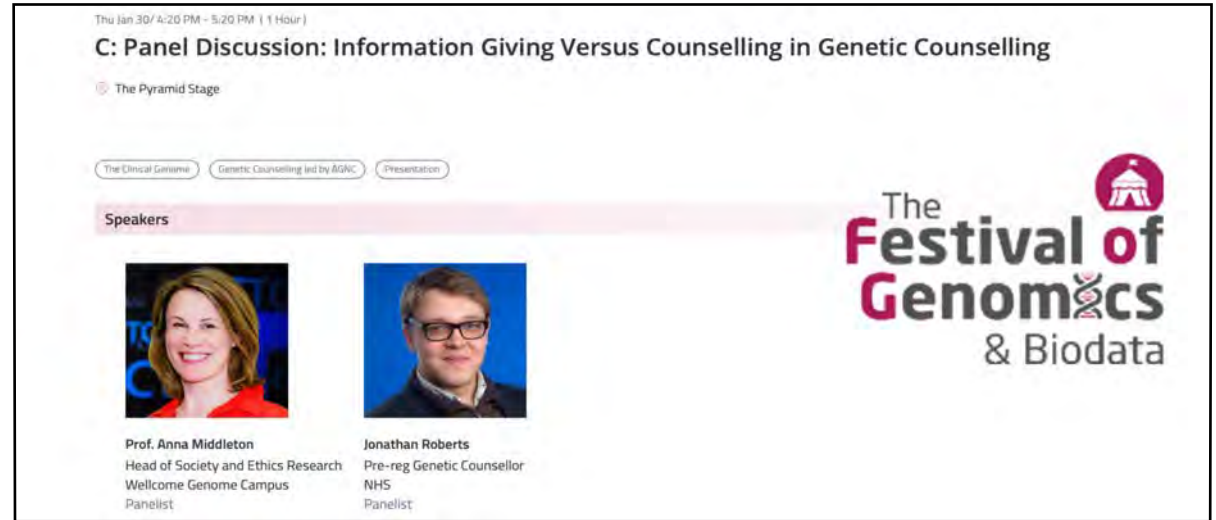 Thu Jan 30/ 4:20 PM - 5:20 PM ( 1 Hour )
C: Panel Discussion: Information Giving Versus Counselling in Genetic Counselling
The Pyramid Stage
The Clinical Genome Genetic Counselling led by AGNC Presentation
Speakers
The
Festival of
Genomics
& Biodata
Prof. Anna Middleton
Head of Society and Ethics Research
Wellcome Genome Campus
Panelist
Jonathan Roberts
Pre-reg Genetic Counsellor
NHS
Panelist